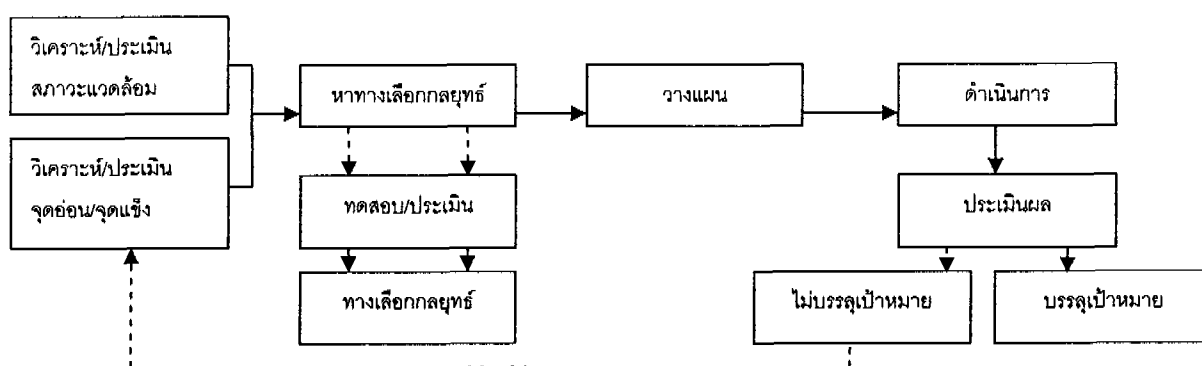 วิเคราะห์/ประเมิน
สภาวะแวดล้อม
หาทางเลือกกลยุทธ์
วางแผน
ดำเนินการ
วิเคราะห์/ประเมิน
จุดอ่อน/จุดแข็ง
ทดสอบ/ประเมิน
ประเมินผล
ทางเลือกกลยุทธ์
ไม่บรรลุเป้าหมาย
บรรลุเป้าหมาย